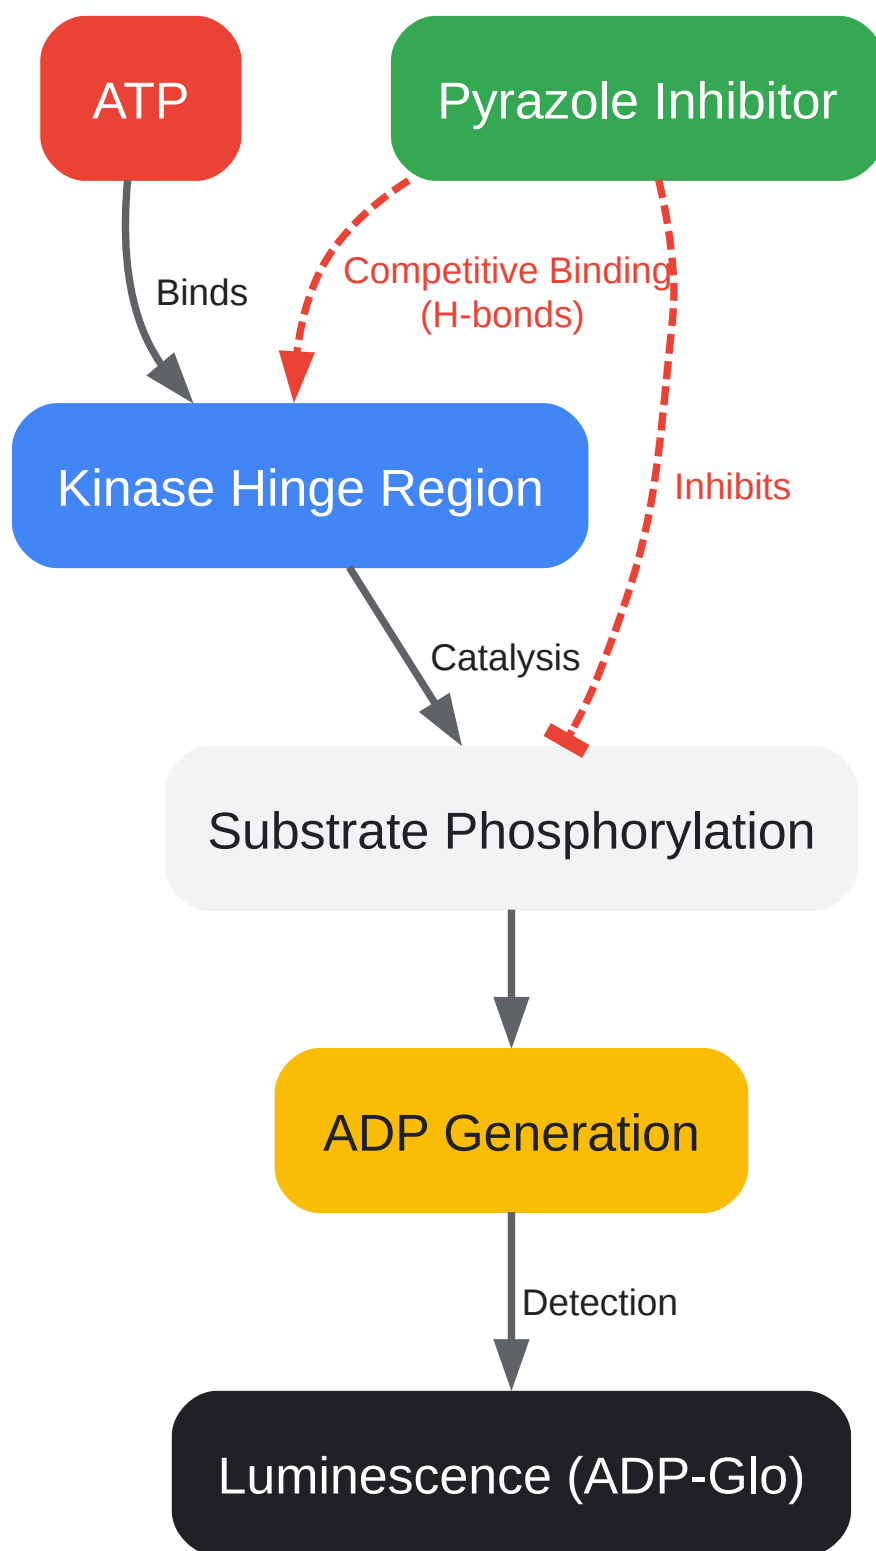 ATP
Pyrazole Inhibitor
Binds
Competitive Binding
(H-bonds)
Kinase Hinge Region
Inhibits
Catalysis
Substrate Phosphorylation
ADP Generation
Detection
Luminescence (ADP-Glo)